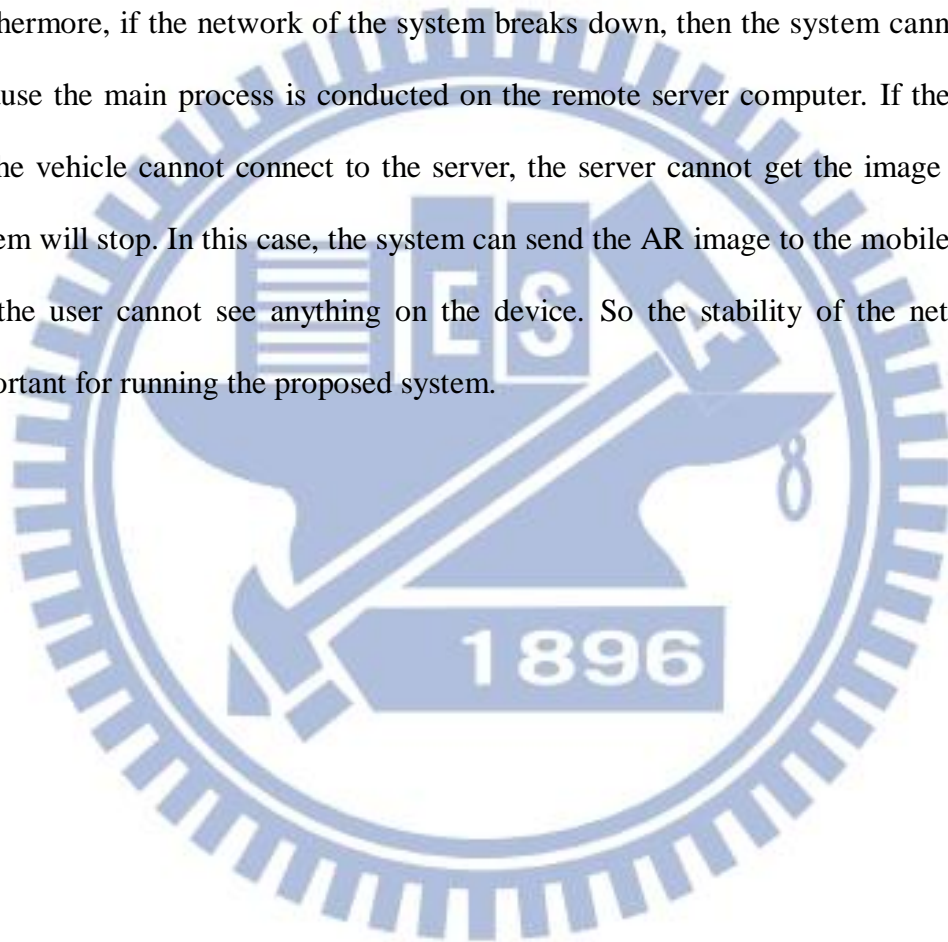 hermore, if the network of the system breaks down, then the system cann
use the main process is conducted on the remote server computer. If the
he vehicle cannot connect to the server, the server cannot get the image
em will stop. In this case, the system can send the AR image to the mobile
the user cannot see anything on the device. So the stability of the net
ortant for running the proposed system.
ESA
1896